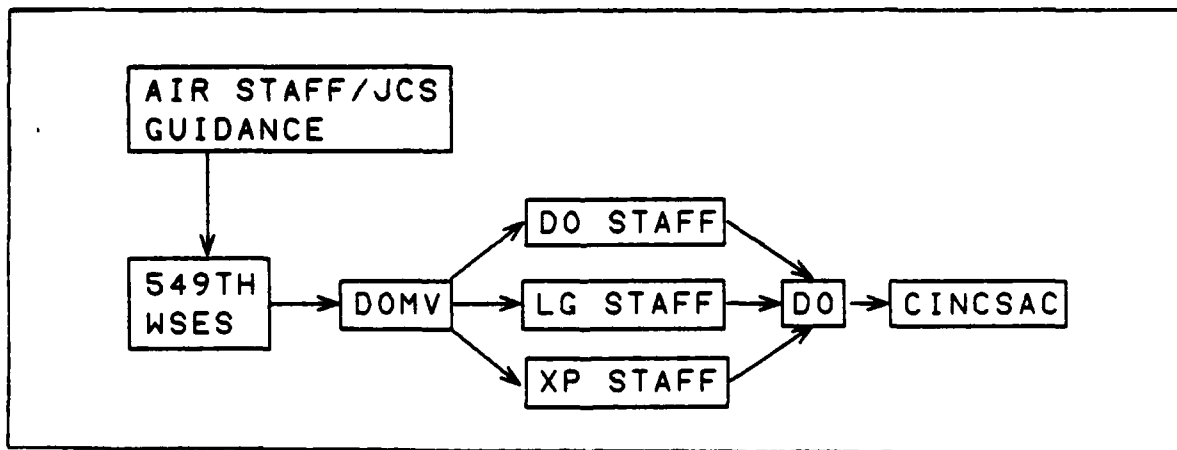 AIR STAFF/JCS
GUIDANCE
549TH
WSES
DOMV
DO STAFF
LG STAFF
XP STAFF
DO
CINCSAC